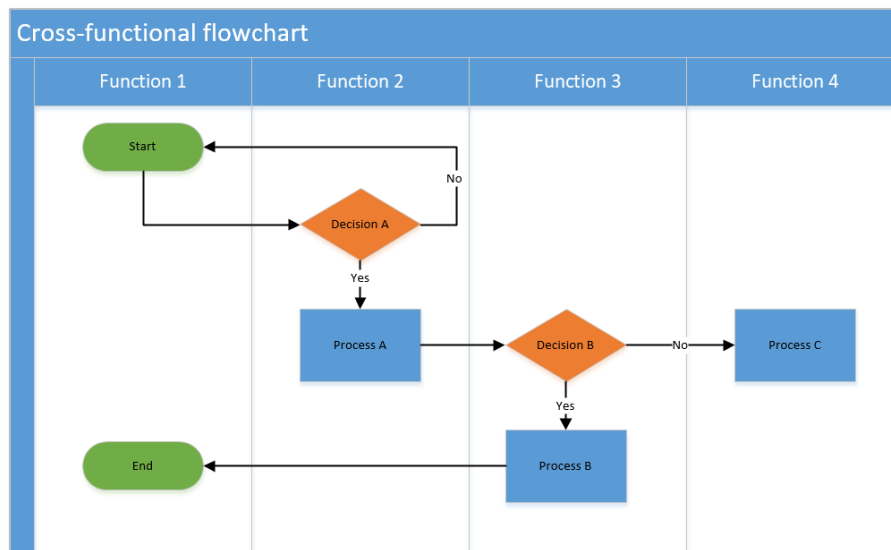 Cross-functional flowchart
Function 1
Function 2
Function 3
Function 4
Start
No
Decision A
Yes
Process A
Decision B
No
Process C
Yes
End
Process B